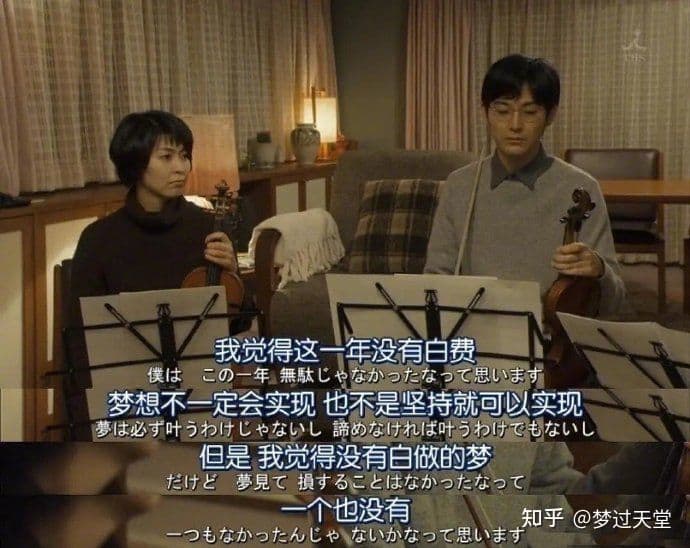 TBS
我觉得这一年没有白费
僕は　この一年 無駄じゃなかったなって思います
梦想不一定会实现 也不是坚持就可以实现
夢は必ず叶うわけじゃないし 諦めなければ叶うわけでもないし
但是 我觉得没有白做的梦
だけど　夢見て 損することはなかったなって
一个也没有
一つもなかったんじゃ　ないかなって思います
知乎 @梦过天堂